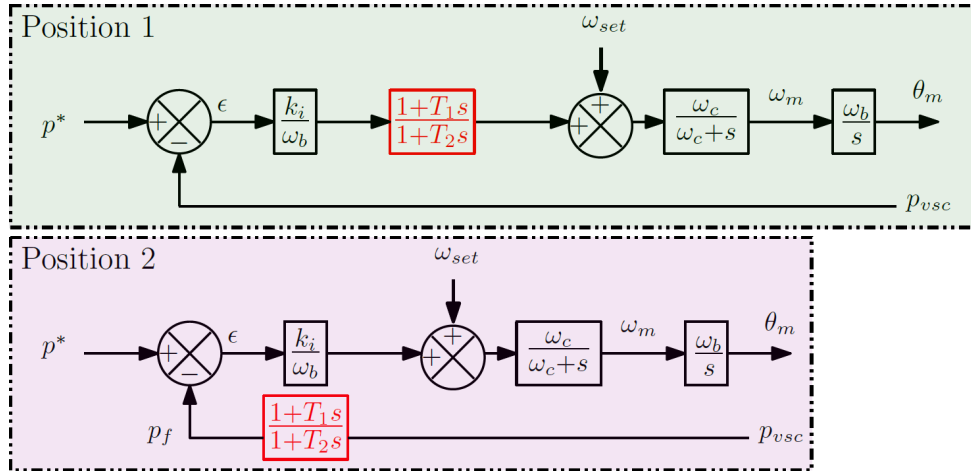 Position 1
ω_set
p* + − ϵ k_i/ω_b (1+T_1s)/(1+T_2s) + + ω_c/(ω_c+s) ω_m ω_b/s θ_m
p_vsc
Position 2
ω_set
p* + − ϵ k_i/ω_b + + ω_c/(ω_c+s) ω_m ω_b/s θ_m
p_f (1+T_1s)/(1+T_2s) p_vsc